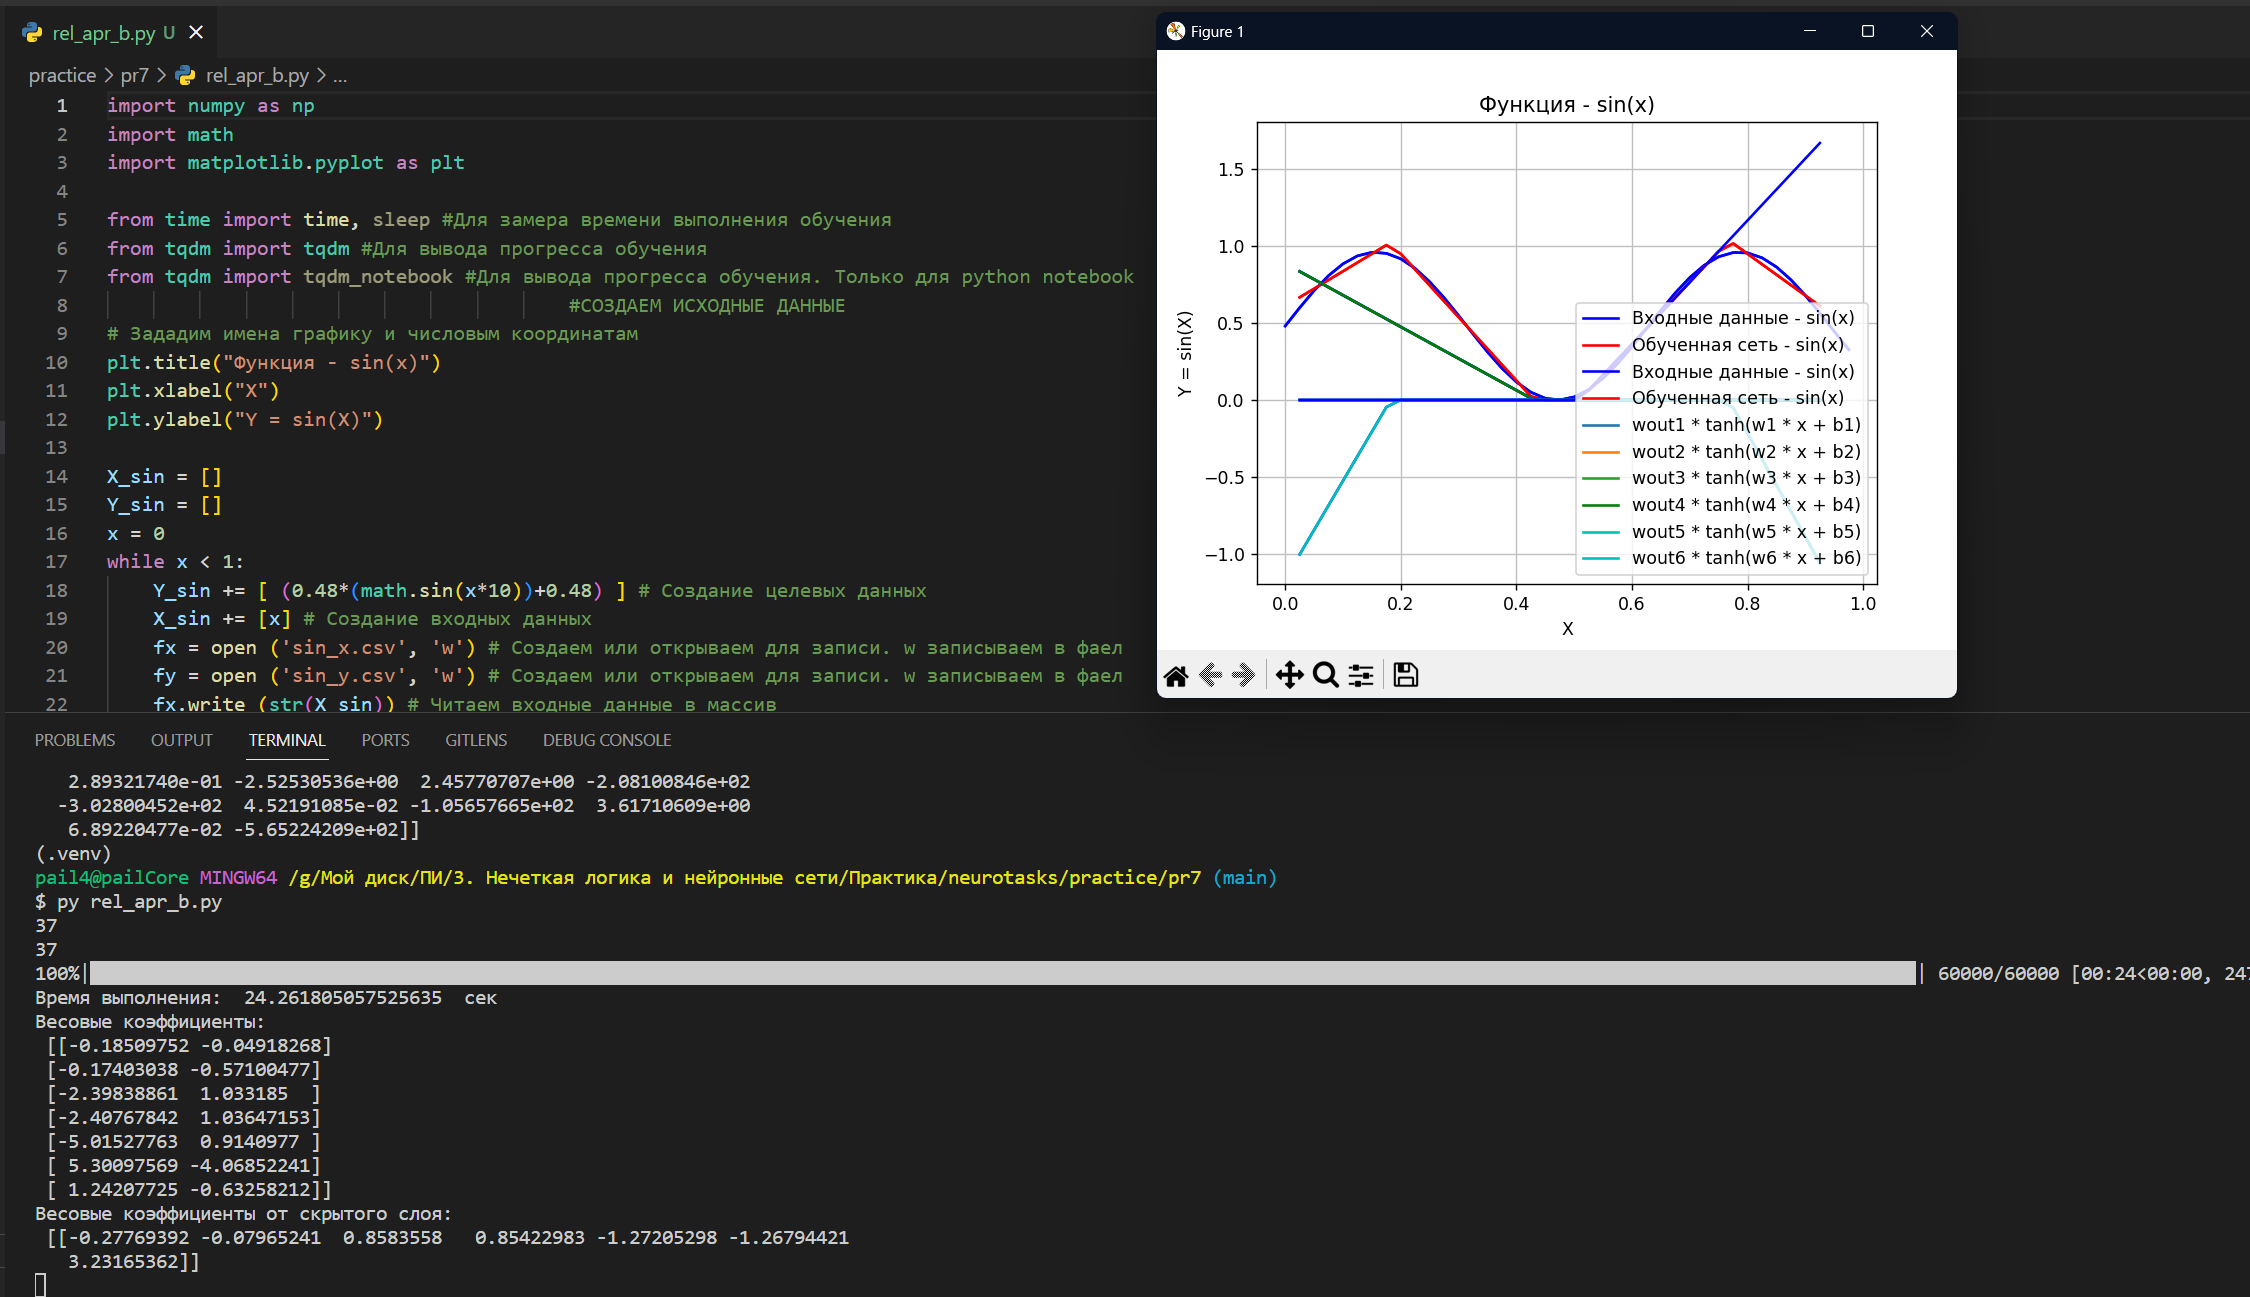 rel_apr_b.py U
practice > pr7 > rel_apr_b.py > ...
1 import numpy as np
2 import math
3 import matplotlib.pyplot as plt
4
5 from time import time, sleep #Для замера времени выполнения обучения
6 from tqdm import tqdm #Для вывода прогресса обучения
7 from tqdm import tqdm_notebook #Для вывода прогресса обучения. Только для python notebook
8 #СОЗДАЕМ ИСХОДНЫЕ ДАННЫЕ
9 # Зададим имена графику и числовым координатам
10 plt.title("Функция - sin(x)")
11 plt.xlabel("X")
12 plt.ylabel("Y = sin(X)")
13
14 X_sin = []
15 Y_sin = []
16 x = 0
17 while x < 1:
18 Y_sin += [ (0.48*(math.sin(x*10))+0.48) ] # Создание целевых данных
19 X_sin += [x] # Создание входных данных
20 fx = open ('sin_x.csv', 'w') # Создаем или открываем для записи. w записываем в фаел
21 fy = open ('sin_y.csv', 'w') # Создаем или открываем для записи. w записываем в фаел
22 fx.write (str(X_sin)) # Читаем входные данные в массив
Figure 1
Функция - sin(x)
Y = sin(X)
1.5
1.0
0.5
0.0
−0.5
−1.0
Входные данные - sin(x)
Обученная сеть - sin(x)
Входные данные - sin(x)
Обученная сеть - sin(x)
wout1 * tanh(w1 * x + b1)
wout2 * tanh(w2 * x + b2)
wout3 * tanh(w3 * x + b3)
wout4 * tanh(w4 * x + b4)
wout5 * tanh(w5 * x + b5)
wout6 * tanh(w6 * x + b6)
0.0 0.2 0.4 0.6 0.8 1.0
X
PROBLEMS OUTPUT TERMINAL PORTS GITLENS DEBUG CONSOLE
2.89321740e-01 -2.52530536e+00 2.45770707e+00 -2.08100846e+02
-3.02800452e+02 4.52191085e-02 -1.05657665e+02 3.61710609e+00
6.89220477e-02 -5.65224209e+02]]
(.venv)
pail4@pailCore MINGW64 /g/Мой диск/ПИ/3. Нечеткая логика и нейронные сети/Практика/neurotasks/practice/pr7 (main)
$ py rel_apr_b.py
37
37
100%| | 60000/60000 [00:24<00:00, 247
Время выполнения: 24.261805057525635 сек
Весовые коэффициенты:
[[-0.18509752 -0.04918268]
[-0.17403038 -0.57100477]
[-2.39838861 1.033185 ]
[-2.40767842 1.03647153]
[-5.01527763 0.9140977 ]
[ 5.30097569 -4.06852241]
[ 1.24207725 -0.63258212]]
Весовые коэффициенты от скрытого слоя:
[[-0.27769392 -0.07965241 0.8583558 0.85422983 -1.27205298 -1.26794421
3.23165362]]